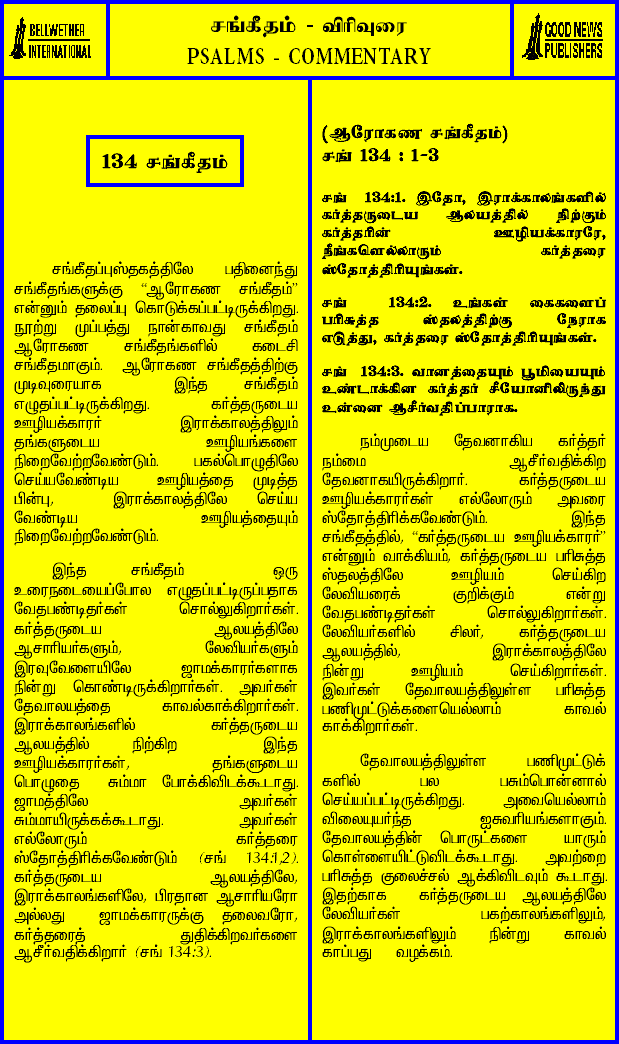 BELLWETHER
INTERNATIONAL
சங்கீதம் - விரிவுரை
PSALMS - COMMENTARY
GOOD NEWS
PUBLISHERS
134 சங்கீதம்
சங்கீதப்புஸ்தகத்திலே பதினைந்து
சங்கீதங்களுக்கு “ஆரோகண சங்கீதம்”
என்னும் தலைப்பு கொடுக்கப்பட்டிருக்கிறது.
நூற்று முப்பத்து நான்காவது சங்கீதம்
ஆரோகண சங்கீதங்களில் கடைசி
சங்கீதமாகும். ஆரோகண சங்கீதத்திற்கு
முடிவுரையாக இந்த சங்கீதம்
எழுதப்பட்டிருக்கிறது. கர்த்தருடைய
ஊழியக்காரர் இராக்காலத்திலும்
தங்களுடைய ஊழியங்களை
நிறைவேற்றவேண்டும். பகல்பொழுதிலே
செய்யவேண்டிய ஊழியத்தை முடித்த
பின்பு, இராக்காலத்திலே செய்ய
வேண்டிய ஊழியத்தையும்
நிறைவேற்றவேண்டும்.
இந்த சங்கீதம் ஒரு
உரைநடையைப்போல எழுதப்பட்டிருப்பதாக
வேதபண்டிதர்கள் சொல்லுகிறார்கள்.
கர்த்தருடைய ஆலயத்திலே
ஆசாரியர்களும், லேவியர்களும்
இரவுவேளையிலே ஜாமக்காரர்களாக
நின்று கொண்டிருக்கிறார்கள். அவர்கள்
தேவாலயத்தை காவல்காக்கிறார்கள்.
இராக்காலங்களில் கர்த்தருடைய
ஆலயத்தில் நிற்கிற இந்த
ஊழியக்காரர்கள், தங்களுடைய
பொழுதை சும்மா போக்கிவிடக்கூடாது.
ஜாமத்திலே அவர்கள்
சும்மாயிருக்கக்கூடாது. அவர்கள்
எல்லோரும் கர்த்தரை
ஸ்தோத்திரிக்கவேண்டும் (சங் 134:1,2).
கர்த்தருடைய ஆலயத்திலே,
இராக்காலங்களிலே, பிரதான ஆசாரியரோ
அல்லது ஜாமக்காரருக்கு தலைவரோ,
கர்த்தரைத் துதிக்கிறவர்களை
ஆசீர்வதிக்கிறார் (சங் 134:3).
(ஆரோகண சங்கீதம்)
சங் 134 : 1-3
சங் 134:1. இதோ, இராக்காலங்களில்
கர்த்தருடைய ஆலயத்தில் நிற்கும்
கர்த்தரின் ஊழியக்காரரே,
நீங்களெல்லாரும் கர்த்தரை
ஸ்தோத்திரியுங்கள்.
சங் 134:2. உங்கள் கைகளைப்
பரிசுத்த ஸ்தலத்திற்கு நேராக
எடுத்து, கர்த்தரை ஸ்தோத்திரியுங்கள்.
சங் 134:3. வானத்தையும் பூமியையும்
உண்டாக்கின கர்த்தர் சீயோனிலிருந்து
உன்னை ஆசீர்வதிப்பாராக.
நம்முடைய தேவனாகிய கர்த்தர்
நம்மை ஆசீர்வதிக்கிற
தேவனாகயிருக்கிறார். கர்த்தருடைய
ஊழியக்காரர்கள் எல்லோரும் அவரை
ஸ்தோத்திரிக்கவேண்டும். இந்த
சங்கீதத்தில், “கர்த்தருடைய ஊழியக்காரர்”
என்னும் வாக்கியம், கர்த்தருடைய பரிசுத்த
ஸ்தலத்திலே ஊழியம் செய்கிற
லேவியரைக் குறிக்கும் என்று
வேதபண்டிதர்கள் சொல்லுகிறார்கள்.
லேவியர்களில் சிலர், கர்த்தருடைய
ஆலயத்தில், இராக்காலத்திலே
நின்று ஊழியம் செய்கிறார்கள்.
இவர்கள் தேவாலயத்திலுள்ள பரிசுத்த
பணிமுட்டுக்களையெல்லாம் காவல்
காக்கிறார்கள்.
தேவாலயத்திலுள்ள பணிமுட்டுக்
களில் பல பசும்பொன்னால்
செய்யப்பட்டிருக்கிறது. அவையெல்லாம்
விலையுயர்ந்த ஐசுவரியங்களாகும்.
தேவாலயத்தின் பொருட்களை யாரும்
கொள்ளையிட்டுவிடக்கூடாது. அவற்றை
பரிசுத்த குலைச்சல் ஆக்கிவிடவும் கூடாது.
இதற்காக கர்த்தருடைய ஆலயத்திலே
லேவியர்கள் பகற்காலங்களிலும்,
இராக்காலங்களிலும் நின்று காவல்
காப்பது வழக்கம்.